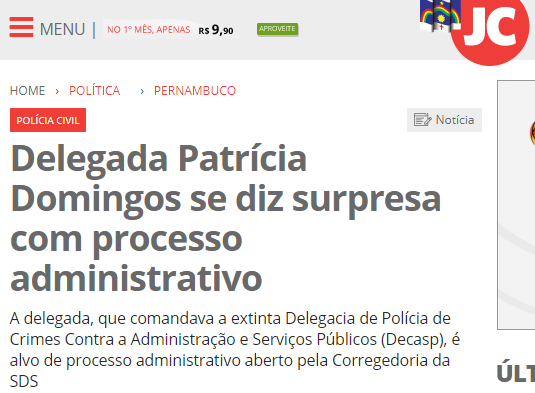 MENU | NO 1º MÊS, APENAS R$ 9,90 APROVEITE JC
HOME › POLÍTICA › PERNAMBUCO
POLÍCIA CIVIL Notícia
Delegada Patrícia
Domingos se diz surpresa
com processo
administrativo
A delegada, que comandava a extinta Delegacia de Polícia de
Crimes Contra a Administração e Serviços Públicos (Decasp), é
alvo de processo administrativo aberto pela Corregedoria da
SDS
ÚLT